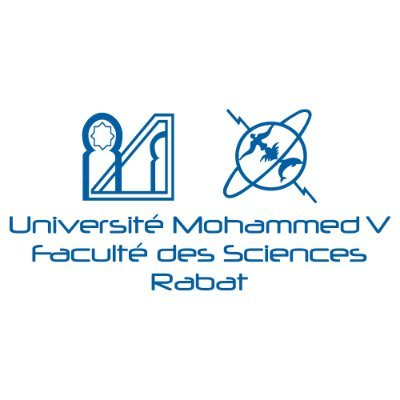 Université Mohammed V
Faculté des Sciences
Rabat